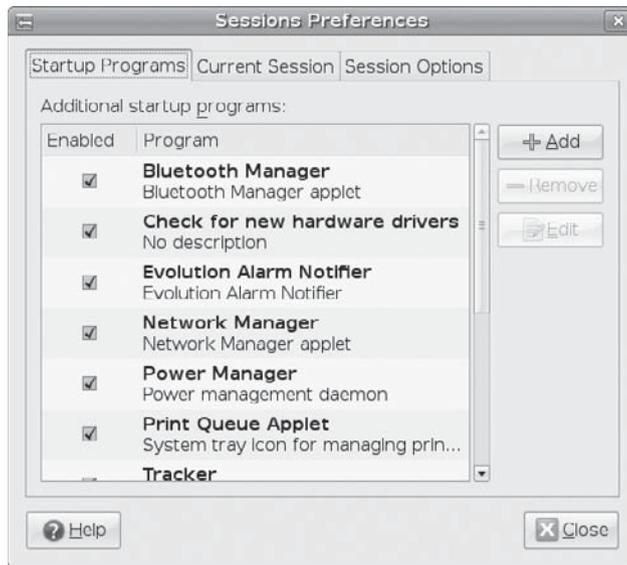 Sessions Preferences
Startup Programs Current Session Session Options
Additional startup programs:
Enabled Program
Bluetooth Manager
Bluetooth Manager applet
Check for new hardware drivers
No description
Evolution Alarm Notifier
Evolution Alarm Notifier
Network Manager
Network Manager applet
Power Manager
Power management daemon
Print Queue Applet
System tray icon for managing prin...
Tracker
Add
Remove
Edit
Help
Close